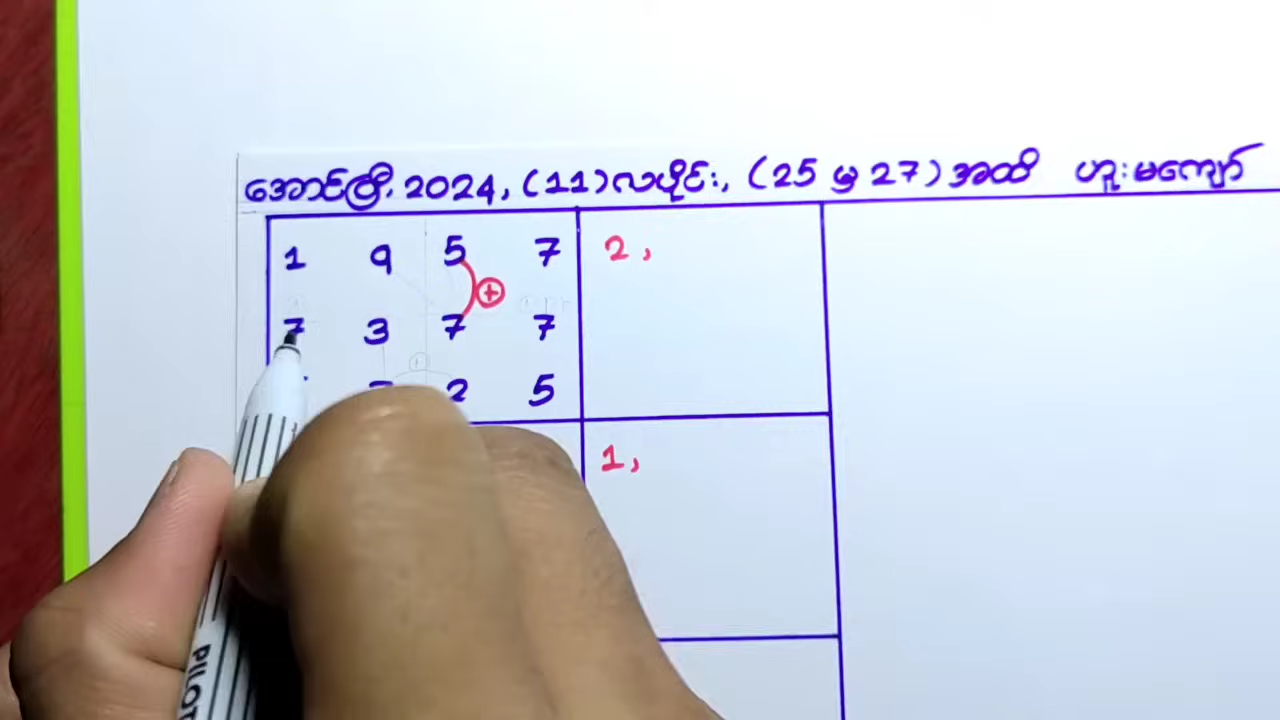 အောင်ကြီး, 2024, (11)လပိုင်း, (25 မှ 27) အထိ ဟူးမကျော်
1 9 5 7 2,
+
7 3 7 7
2 5
1,
PILOT